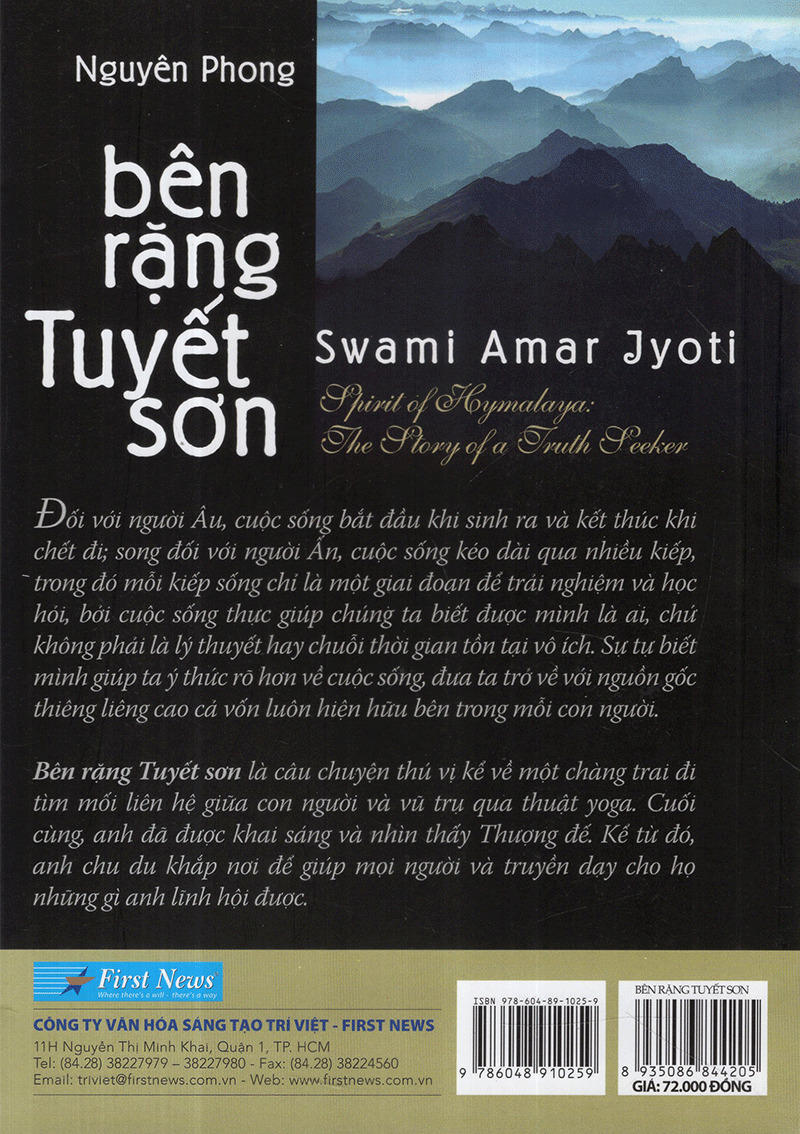 Nguyên Phong
bên
rặng
Tuyết
sơn
Swami Amar Jyoti
Spirit of Hymalaya:
The Story of a Truth Seeker
Đối với người Âu, cuộc sống bắt đầu khi sinh ra và kết thúc khi
chết đi; song đối với người Ấn, cuộc sống kéo dài qua nhiều kiếp,
trong đó mỗi kiếp sống chỉ là một giai đoạn để trải nghiệm và học
hỏi, bởi cuộc sống thực giúp chúng ta biết được mình là ai, chứ
không phải là lý thuyết hay chuỗi thời gian tồn tại vô ích. Sự tự biết
mình giúp ta ý thức rõ hơn về cuộc sống, đưa ta trở về với nguồn gốc
thiêng liêng cao cả vốn luôn hiện hữu bên trong mỗi con người.
Bên rặng Tuyết sơn là câu chuyện thú vị kể về một chàng trai đi
tìm mối liên hệ giữa con người và vũ trụ qua thuật yoga. Cuối
cùng, anh đã được khai sáng và nhìn thấy Thượng đế. Kể từ đó,
anh chu du khắp nơi để giúp mọi người và truyền dạy cho họ
những gì anh lĩnh hội được.
First News
Where there's a will - there's a way
CÔNG TY VĂN HÓA SÁNG TẠO TRÍ VIỆT - FIRST NEWS
11H Nguyễn Thị Minh Khai, Quận 1, TP. HCM
Tel: (84.28) 38227979 – 38227980 - Fax: (84.28) 38224560
Email: triviet@firstnews.com.vn - Web: www.firstnews.com.vn
ISBN 978-604-89-1025-9
9 786048 910259
BÊN RẶNG TUYẾT SƠN
8 935086 844205
GIÁ: 72.000 ĐỒNG